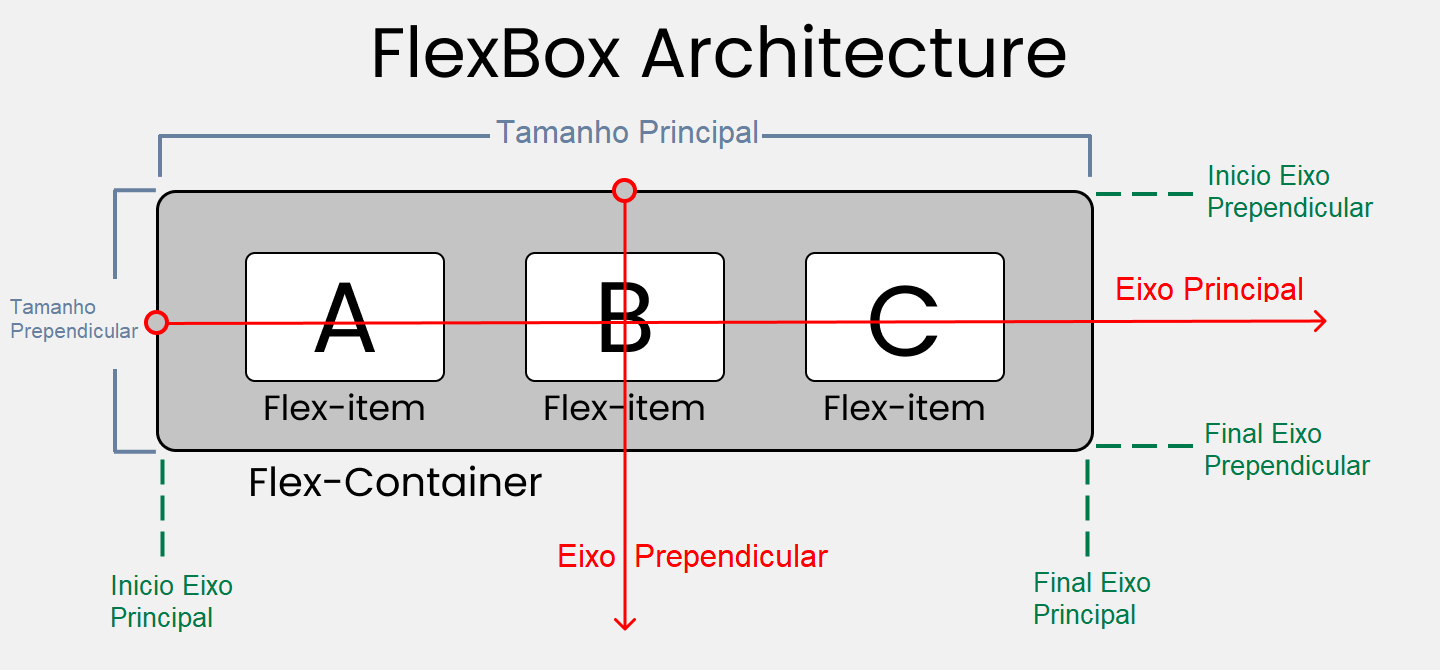 FlexBox Architecture
Tamanho Principal
Inicio Eixo
Prependicular
Eixo Principal
Tamanho
Prependicular
A
B
C
Flex-item
Flex-item
Flex-item
Final Eixo
Prependicular
Flex-Container
Eixo Prependicular
Inicio Eixo
Principal
Final Eixo
Principal